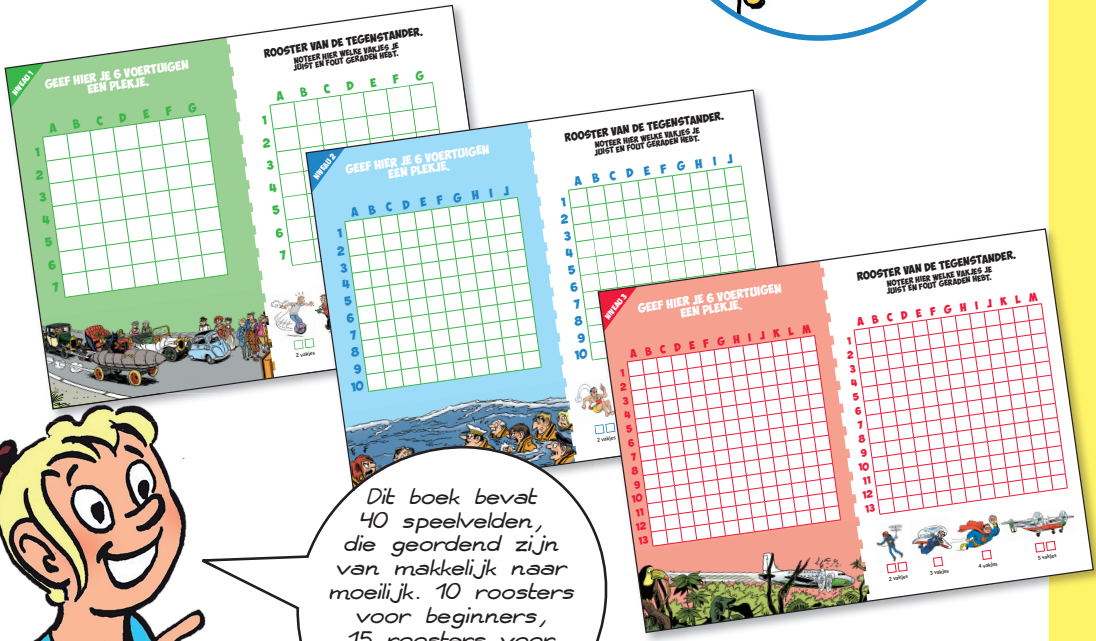 NIVEAU 1
GEEF HIER JE 6 VOERTUIGEN
EEN PLEKJE.
A B C D E F G
1
2
3
4
5
6
7
ROOSTER VAN DE TEGENSTANDER.
NOTEER HIER WELKE VAKJES JE
JUIST EN FOUT GERADEN HEBT.
A B C D E F G
1
2
3
4
5
6
7
2 vakjes
NIVEAU 2
GEEF HIER JE 6 VOERTUIGEN
EEN PLEKJE.
A B C D E F G H I J
1
2
3
4
5
6
7
8
9
10
ROOSTER VAN DE TEGENSTANDER.
NOTEER HIER WELKE VAKJES JE
JUIST EN FOUT GERADEN HEBT.
A B C D E F G H I J
1
2
3
4
5
6
7
8
9
10
2 vakjes
NIVEAU 3
GEEF HIER JE 6 VOERTUIGEN
EEN PLEKJE.
A B C D E F G H I J K L M
1
2
3
4
5
6
7
8
9
10
11
12
13
ROOSTER VAN DE TEGENSTANDER.
NOTEER HIER WELKE VAKJES JE
JUIST EN FOUT GERADEN HEBT.
A B C D E F G H I J K L M
1
2
3
4
5
6
7
8
9
10
11
12
13
2 vakjes 3 vakjes 4 vakjes 5 vakjes
Dit boek bevat
40 speelvelden,
die geordend zijn
van makkelijk naar
moeilijk. 10 roosters
voor beginners,
15 roosters voor